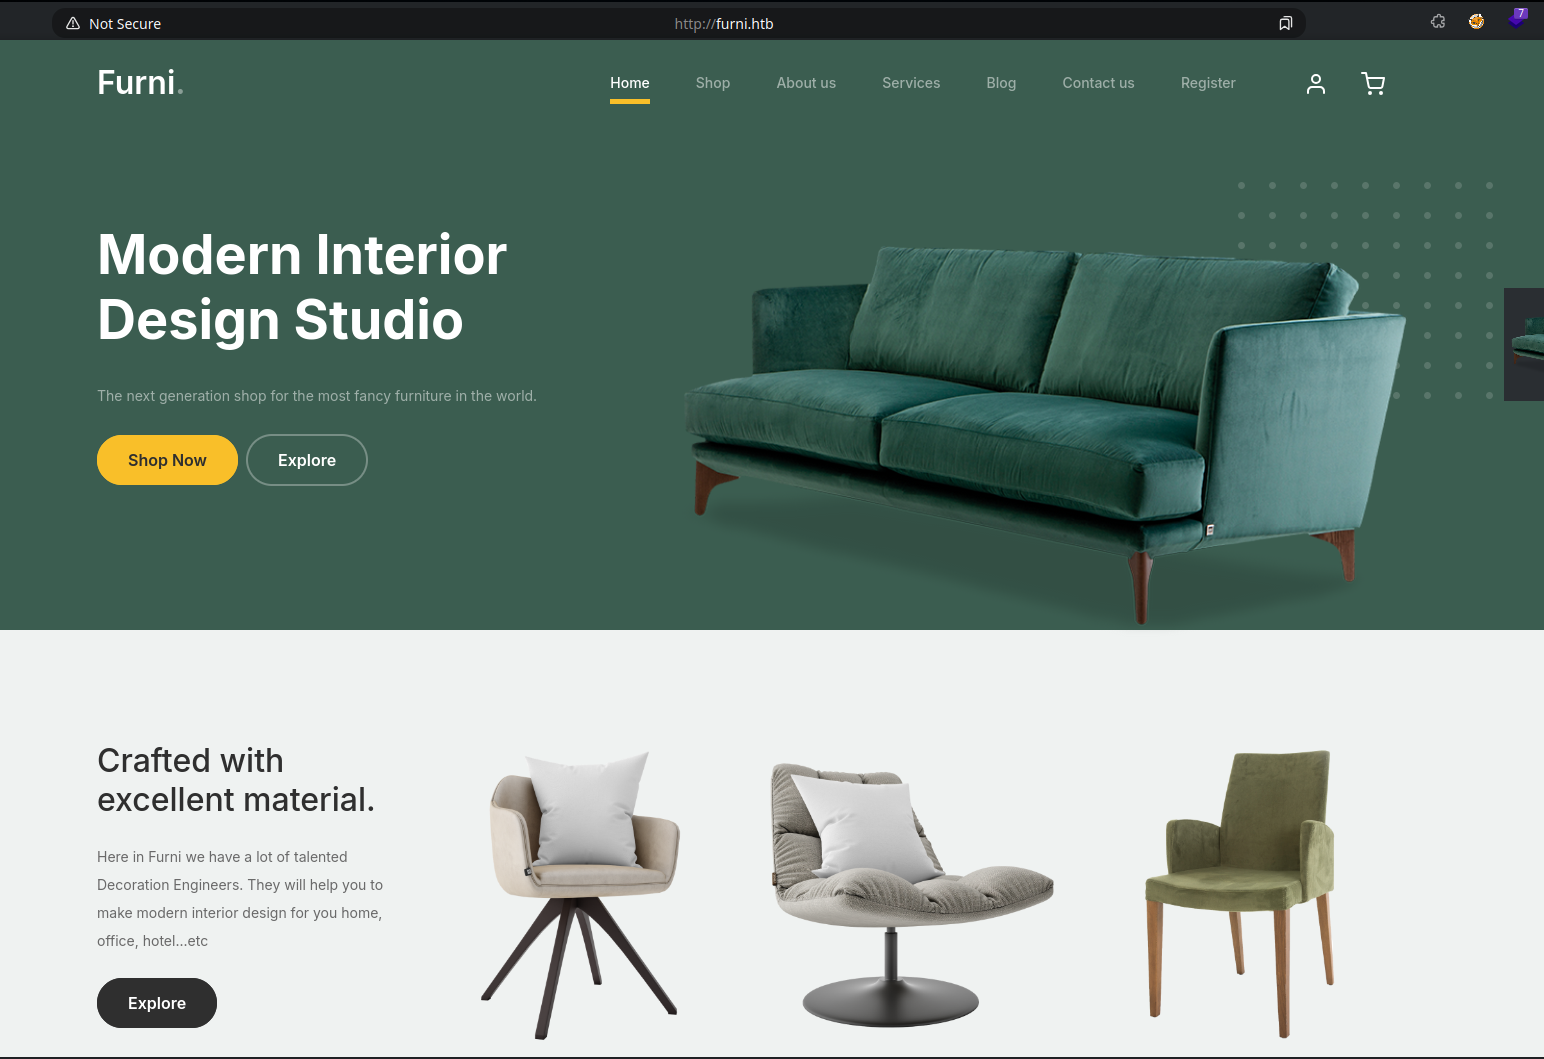 Not Secure
http://furni.htb
7
Furni.
Home
Shop
About us
Services
Blog
Contact us
Register
Modern Interior
Design Studio
The next generation shop for the most fancy furniture in the world.
Shop Now
Explore
Crafted with
excellent material.
Here in Furni we have a lot of talented
Decoration Engineers. They will help you to
make modern interior design for you home,
office, hotel...etc
Explore